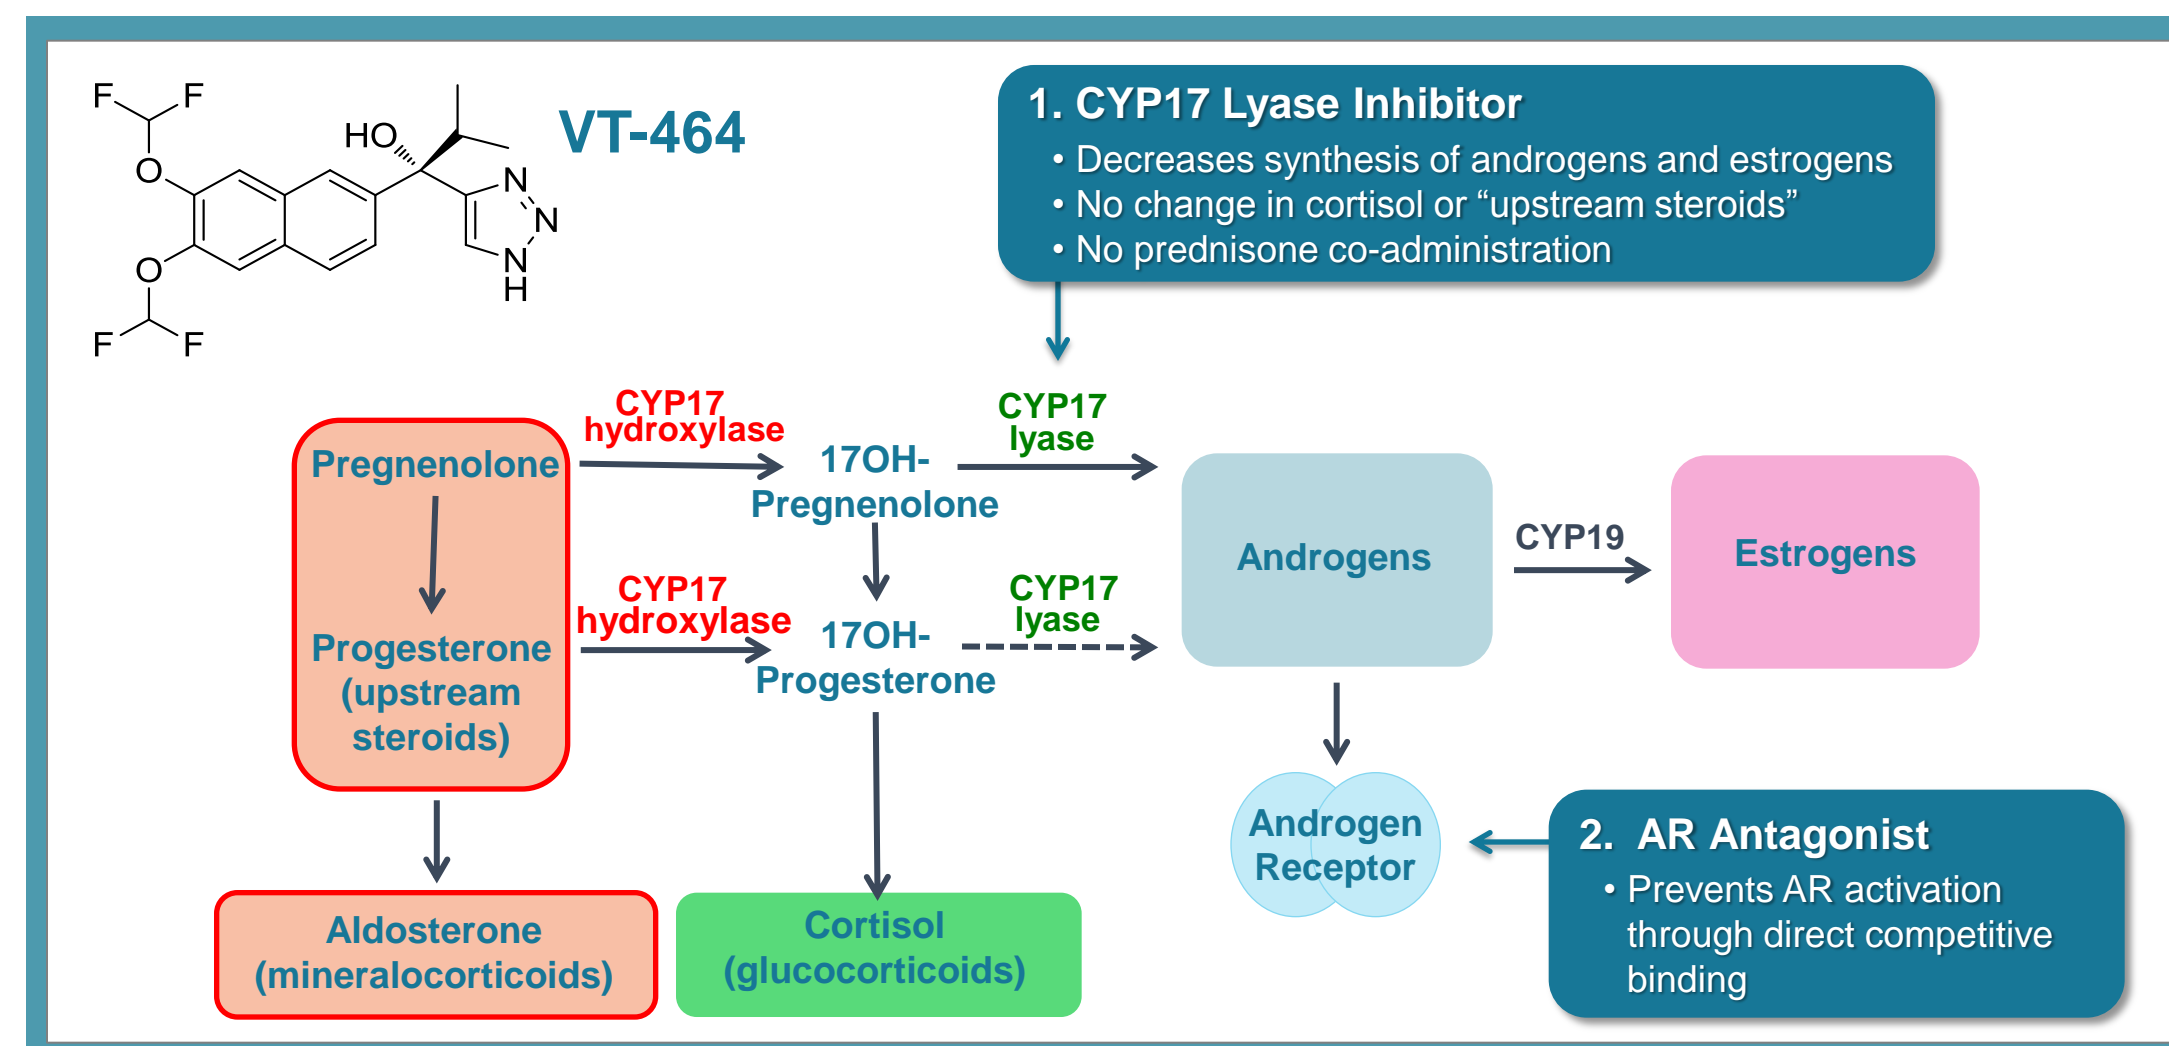 F F
HO
VT-464
O
N
N
N
H
O
F F
1. CYP17 Lyase Inhibitor
• Decreases synthesis of androgens and estrogens
• No change in cortisol or “upstream steroids”
• No prednisone co-administration
CYP17
hydroxylase
CYP17
lyase
Pregnenolone
17OH-
Pregnenolone
CYP17
hydroxylase
CYP17
lyase
Progesterone
(upstream
steroids)
17OH-
Progesterone
Androgens
CYP19
Estrogens
Androgen
Receptor
2. AR Antagonist
• Prevents AR activation
through direct competitive
binding
Aldosterone
(mineralocorticoids)
Cortisol
(glucocorticoids)